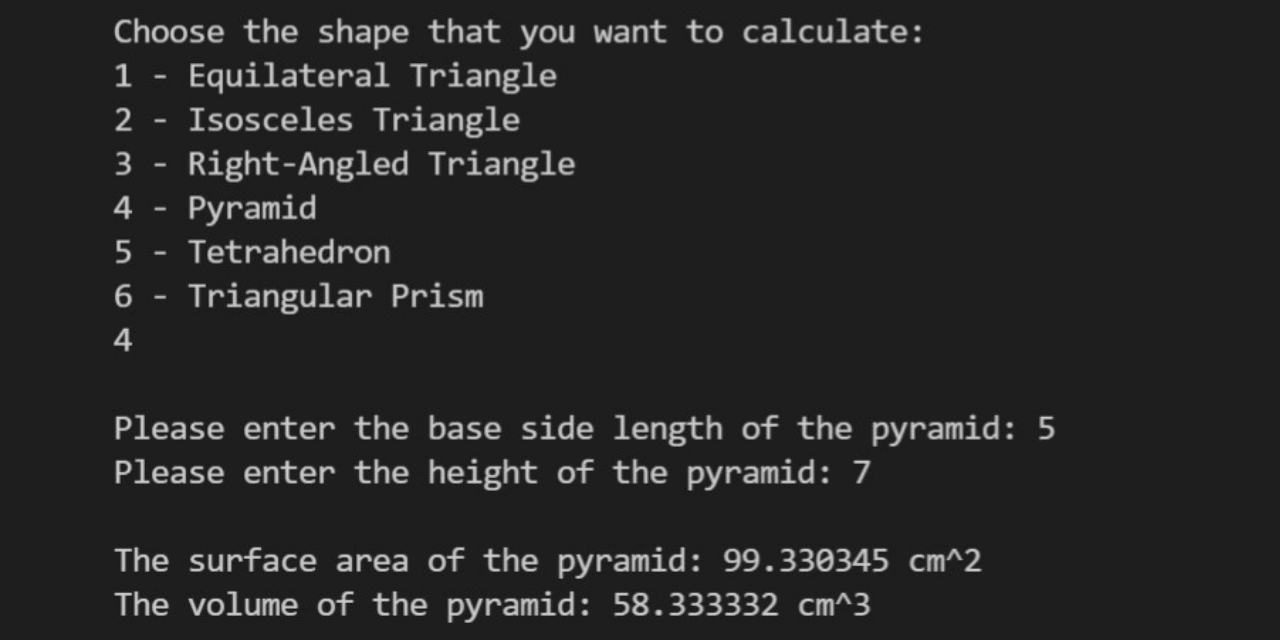 Choose the shape that you want to calculate:
1 - Equilateral Triangle
2 - Isosceles Triangle
3 - Right-Angled Triangle
4 - Pyramid
5 - Tetrahedron
6 - Triangular Prism
4
Please enter the base side length of the pyramid: 5
Please enter the height of the pyramid: 7
The surface area of the pyramid: 99.330345 cm^2
The volume of the pyramid: 58.333332 cm^3